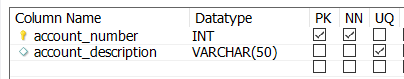 Column Name Datatype PK NN UQ
account_number INT
account_description VARCHAR(50)